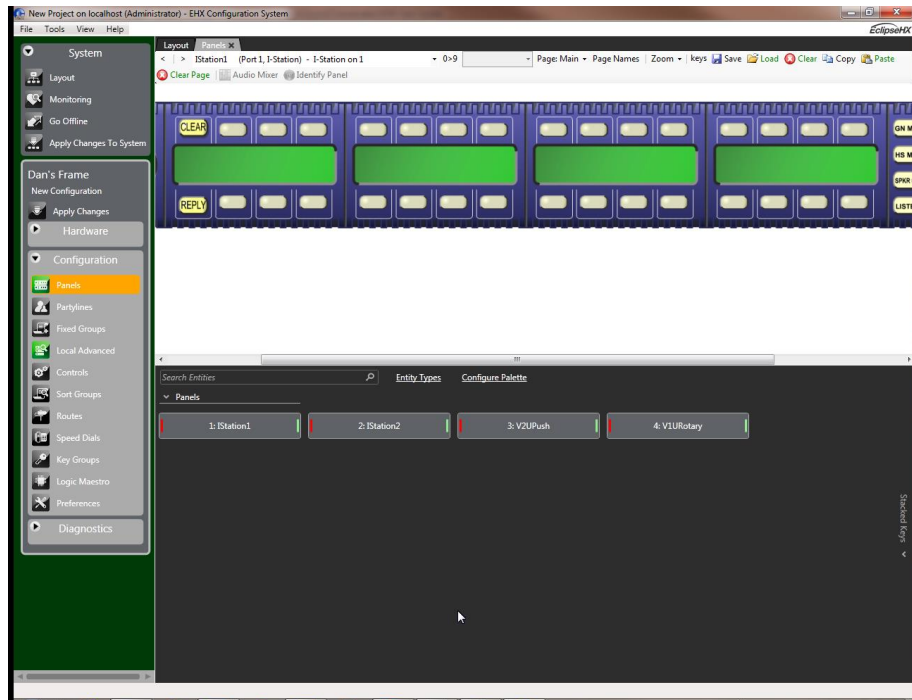 New Project on localhost (Administrator) - EHX Configuration System
File Tools View Help
EclipseHX
System
Layout
Monitoring
Go Offline
Apply Changes To System
Dan's Frame
New Configuration
Apply Changes
Hardware
Configuration
Panels
Partylines
Fixed Groups
Local Advanced
Controls
Sort Groups
Routes
Speed Dials
Key Groups
Logic Maestro
Preferences
Diagnostics
Layout Panels
< > IStation1 (Port 1, I-Station) - I-Station on 1 0>9 Page: Main Page Names Zoom keys Save Load Clear Copy Paste
Clear Page Audio Mixer Identify Panel
CLEAR
GN M
HS M
SPKR
REPLY
LISTE
Search Entities Entity Types Configure Palette
Panels
1: IStation1 2: IStation2 3: V2UPush 4: V1URotary
Stacked Keys